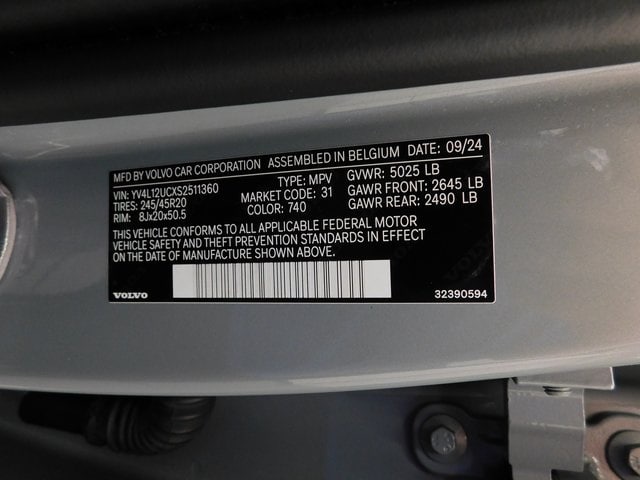 MFD BY VOLVO CAR CORPORATION ASSEMBLED IN BELGIUM DATE: 09/24
VIN: YV4L12UCXS2511360 TYPE: MPV GVWR: 5025 LB
TIRES: 245/45R20 MARKET CODE: 31 GAWR FRONT: 2645 LB
RIM: 8Jx20x50.5 COLOR: 740 GAWR REAR: 2490 LB
THIS VEHICLE CONFORMS TO ALL APPLICABLE FEDERAL MOTOR
VEHICLE SAFETY AND THEFT PREVENTION STANDARDS IN EFFECT
ON THE DATE OF MANUFACTURE SHOWN ABOVE.
VOLVO 32390594